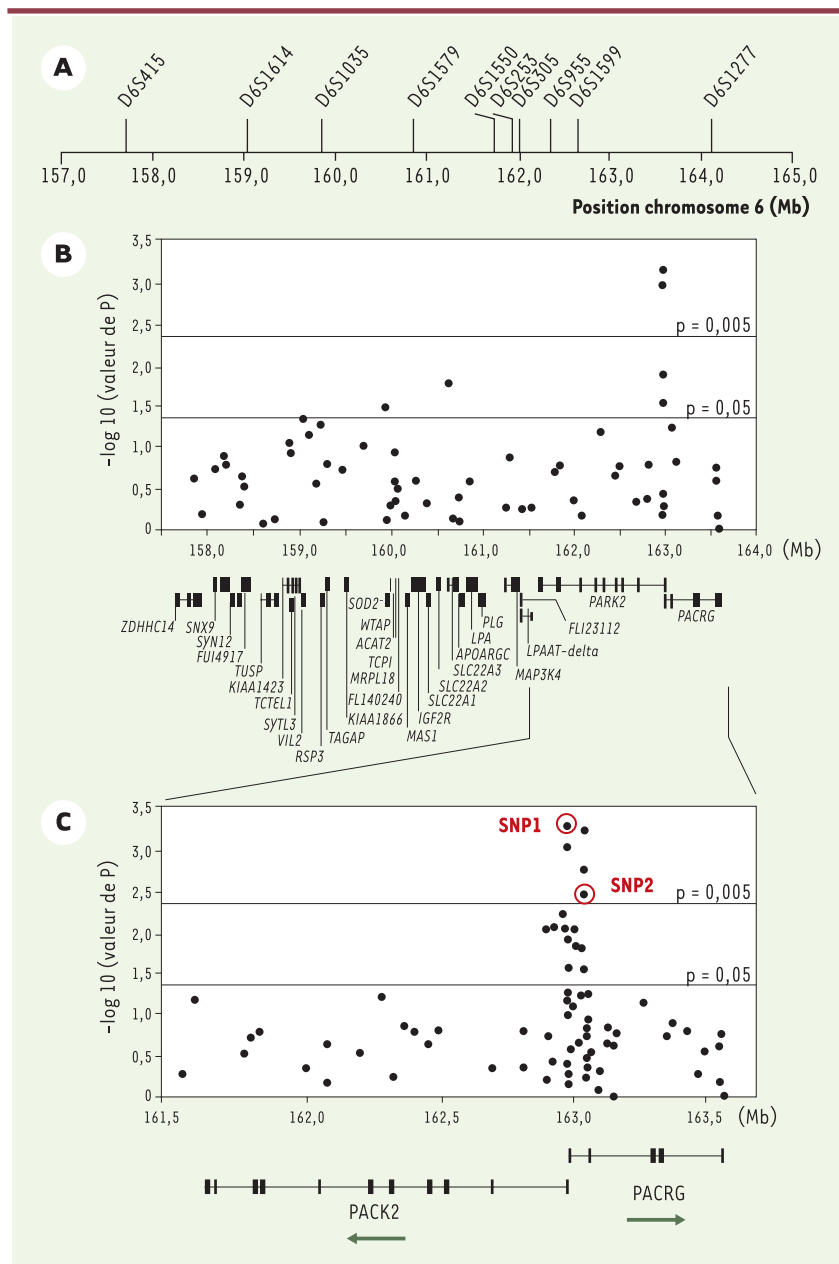 A
D6S415
D6S1614
D6S1035
D6S1579
D6S1550
D6S253
D6S305
D6S955
D6S1599
D6S1277
157,0 158,0 159,0 160,0 161,0 162,0 163,0 164,0 165,0
Position chromosome 6 (Mb)
B
-log 10 (valeur de P)
3,5
3,0
p = 0,005
2,5
2,0
p = 0,05
1,5
1,0
0,5
0
158,0 159,0 160,0 161,0 162,0 163,0 164,0 (Mb)
ZDHHC14
SNX9
SYN12
FUI4917
TUSP
KIAA1423
TCTEL1
SYTL3
VIL2
RSP3
TAGAP
SOD2
WTAP
ACAT2
TCPI
MRPL18
FL140240
KIAA1866
MAS1
IGF2R
SLC22A1
SLC22A2
SLC22A3
APOARGC
LPA
PLG
MAP3K4
LPAAT-delta
FLI23112
PARK2
PACRG
C
-log 10 (valeur de P)
3,5
SNP1
3,0
SNP2
p = 0,005
2,5
2,0
p = 0,05
1,5
1,0
0,5
0
161,5 162,0 162,5 163,0 163,5 (Mb)
PACK2
PACRG